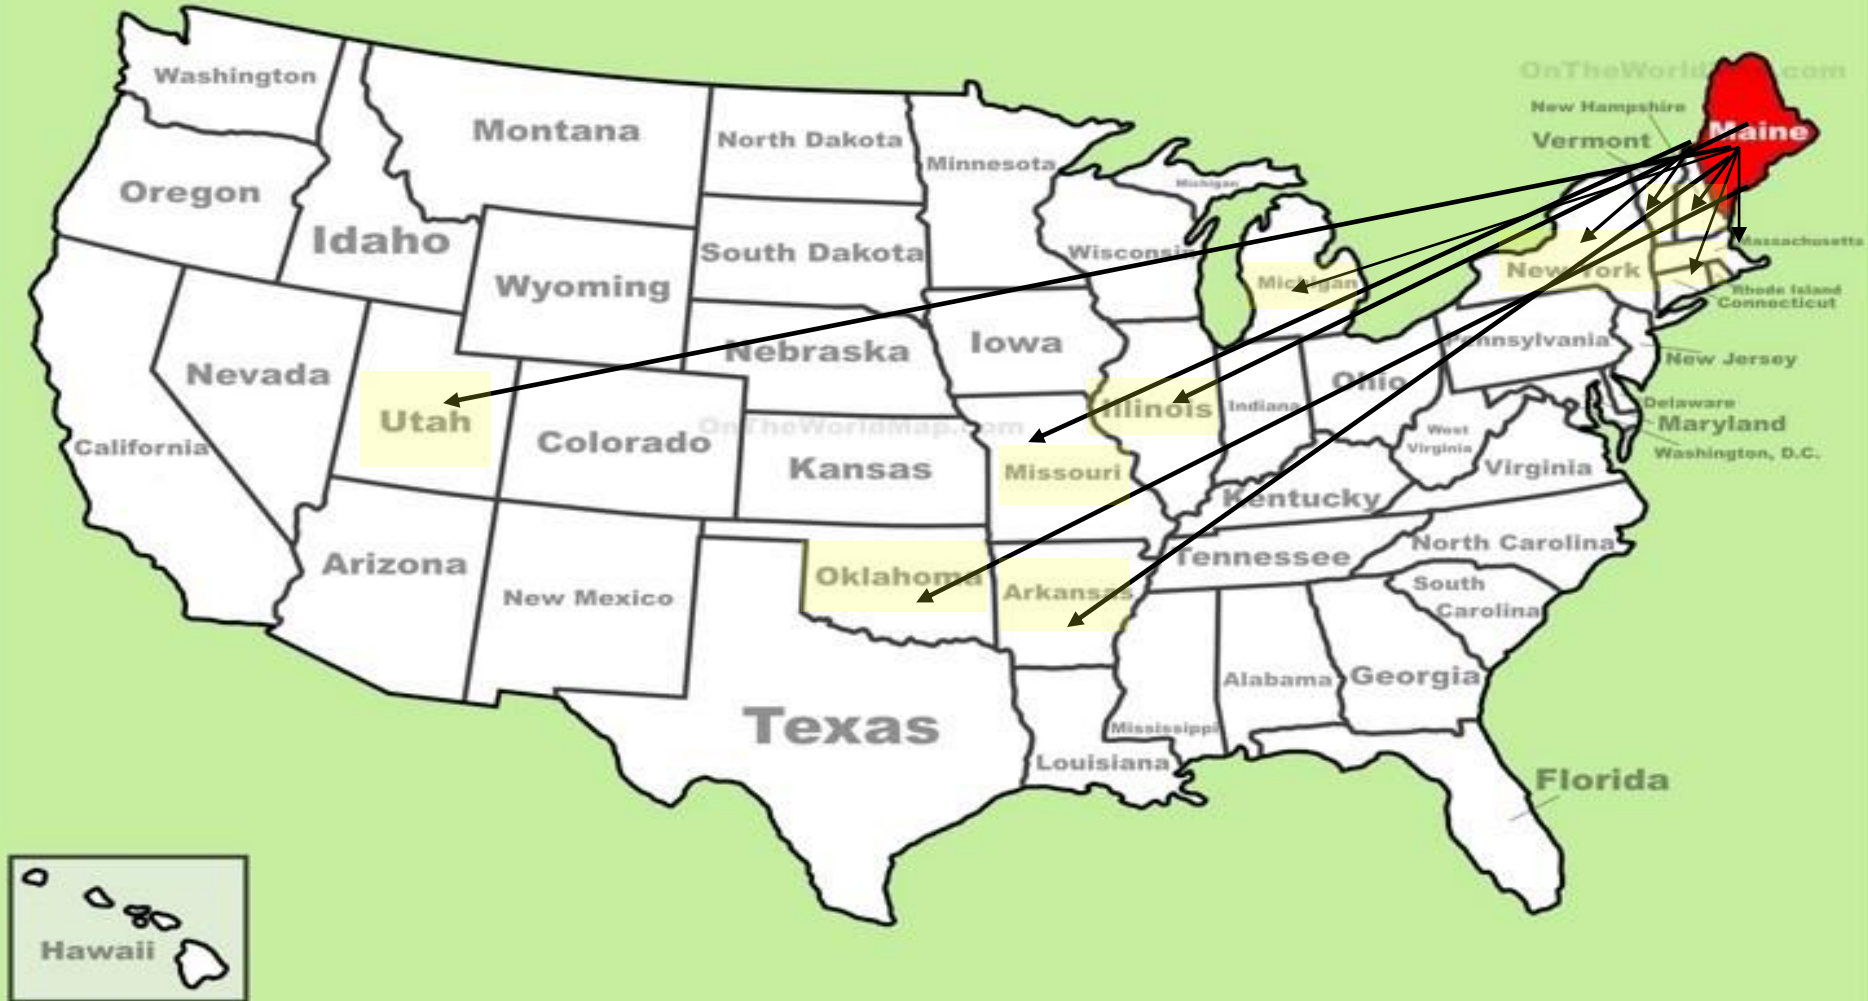 OnTheWorldMap.com
Washington
New Hampshire
Maine
Montana
North Dakota
Vermont
Minnesota
Michigan
Oregon
Idaho
South Dakota
Wisconsin
Massachusetts
New York
Wyoming
Michigan
Rhode Island
Connecticut
Nebraska
Iowa
Pennsylvania
New Jersey
Nevada
Ohio
Utah
Illinois
Indiana
Delaware
Maryland
OnTheWorldMap.com
California
Colorado
West
Virginia
Washington, D.C.
Kansas
Missouri
Virginia
Kentucky
Arizona
Tennessee
North Carolina
Oklahoma
Arkansas
South
Carolina
New Mexico
Alabama
Georgia
Texas
Mississippi
Louisiana
Florida
Hawaii